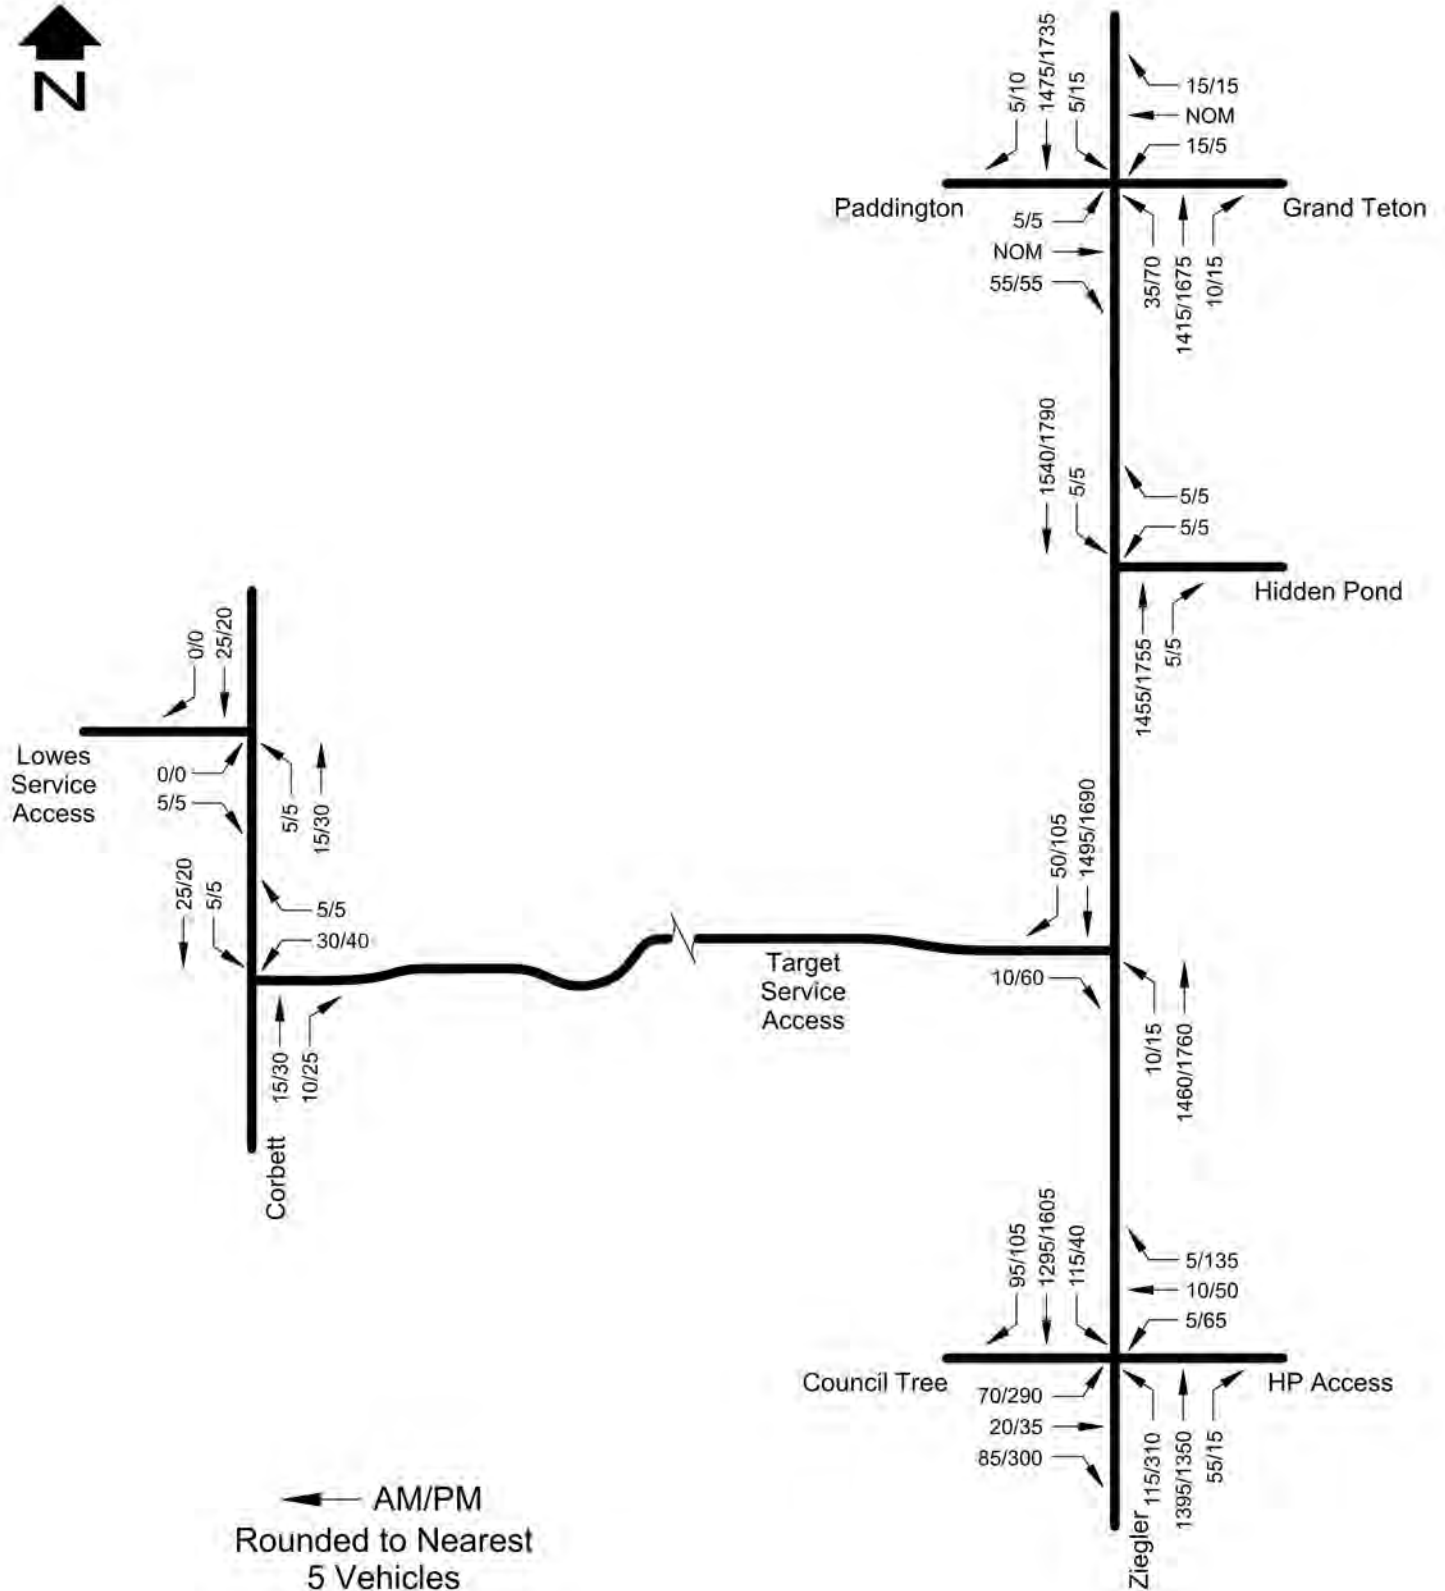 N
5/10
1475/1735
5/15
15/15
NOM
15/5
Paddington
Grand Teton
5/5
NOM
55/55
35/70
1415/1675
10/15
1540/1790
5/5
5/5
5/5
Hidden Pond
1455/1755
5/5
0/0
25/20
Lowes
Service
Access
0/0
5/5
5/5
15/30
25/20
5/5
5/5
30/40
15/30
10/25
Corbett
Target
Service
Access
50/105
1495/1690
10/60
10/15
1460/1760
95/105
1295/1605
115/40
5/135
10/50
5/65
Council Tree
HP Access
70/290
20/35
85/300
115/310
1395/1350
55/15
Ziegler
AM/PM
Rounded to Nearest
5 Vehicles